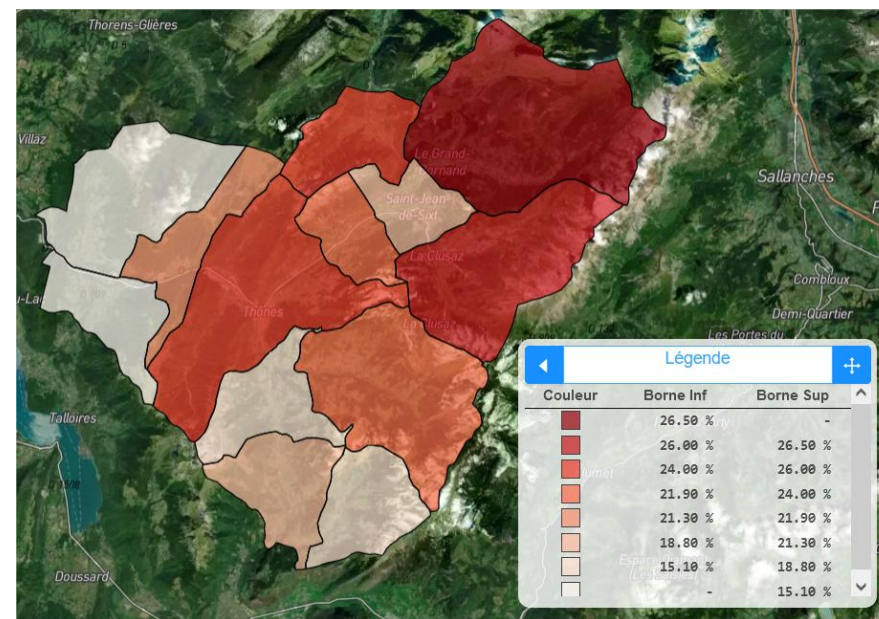 Thorens-Glières
Villaz
Le Grand-
Bornand
Sallanches
Saint-Jean-
de-Sixt
La Clusaz
Combloux
Thônes
La Clusaz
Demi-Quartier
Les Portes du
Légende
Couleur Borne Inf Borne Sup
26.50 % -
26.00 % 26.50 %
24.00 % 26.00 %
21.90 % 24.00 %
21.30 % 21.90 %
18.80 % 21.30 %
15.10 % 18.80 %
- 15.10 %
Talloires
Doussard